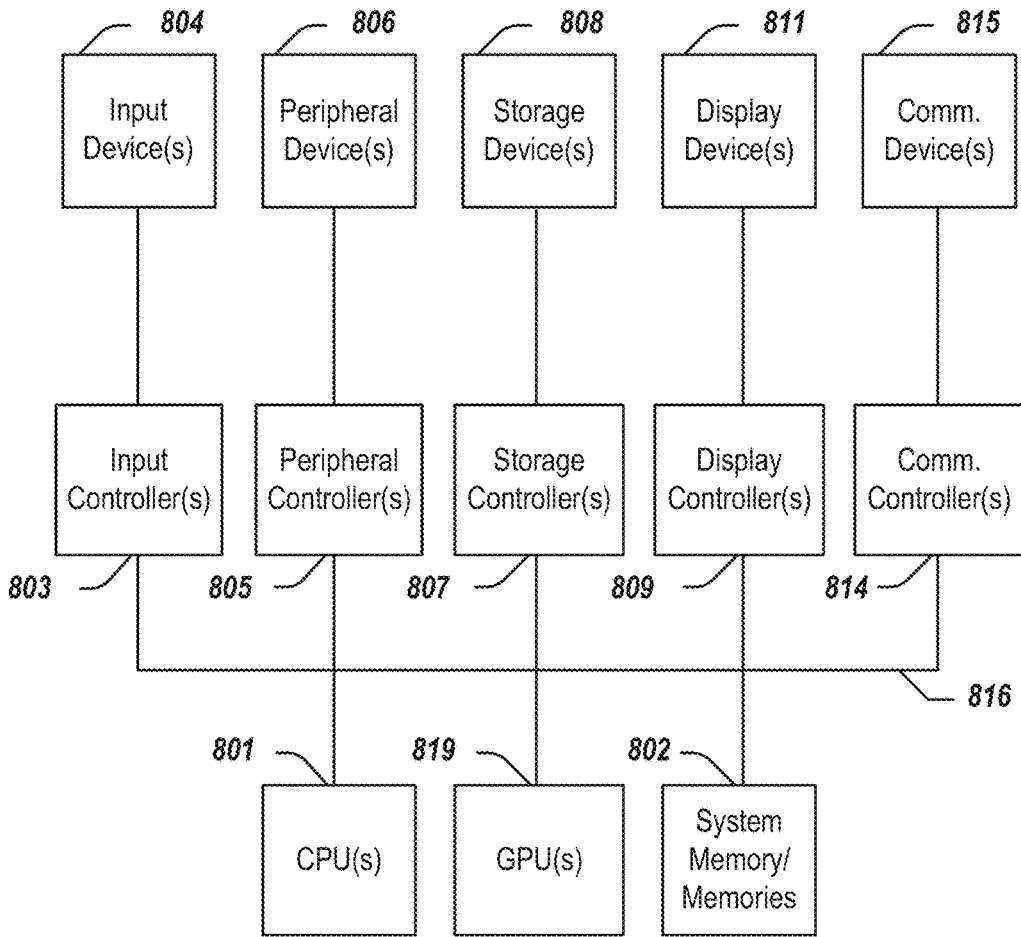 804
806
808
811
815
Input
Device(s)
Peripheral
Device(s)
Storage
Device(s)
Display
Device(s)
Comm.
Device(s)
Input
Controller(s)
Peripheral
Controller(s)
Storage
Controller(s)
Display
Controller(s)
Comm.
Controller(s)
803
805
807
809
814
816
801
819
802
CPU(s)
GPU(s)
System
Memory/
Memories